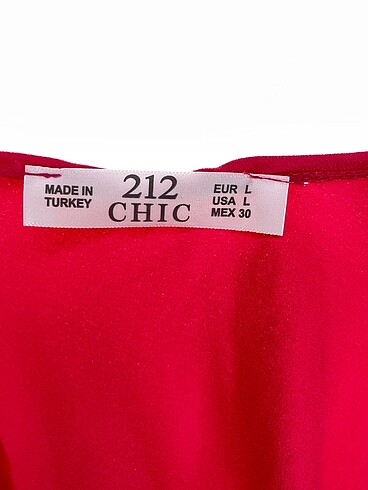 MADE IN
TURKEY
212
CHIC
EUR L
USA L
MEX 30